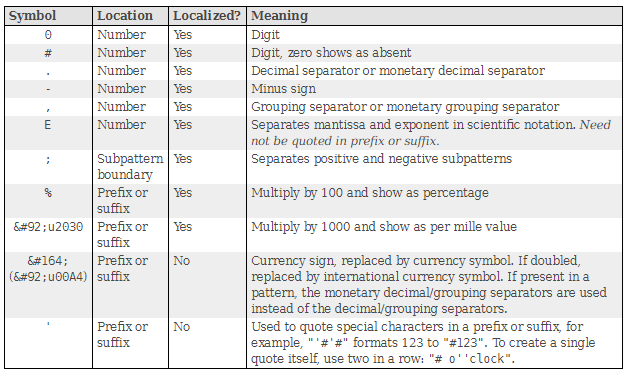 Symbol Location Localized? Meaning
0 Number Yes Digit
# Number Yes Digit, zero shows as absent
. Number Yes Decimal separator or monetary decimal separator
- Number Yes Minus sign
, Number Yes Grouping separator or monetary grouping separator
E Number Yes Separates mantissa and exponent in scientific notation. Need
not be quoted in prefix or suffix.
; Subpattern Yes Separates positive and negative subpatterns
boundary
% Prefix or Yes Multiply by 100 and show as percentage
suffix
&#92;u2030 Prefix or Yes Multiply by 1000 and show as per mille value
suffix
&#164; Prefix or No Currency sign, replaced by currency symbol. If doubled,
(&#92;u00A4) suffix replaced by international currency symbol. If present in a
pattern, the monetary decimal/grouping separators are used
instead of the decimal/grouping separators.
' Prefix or No Used to quote special characters in a prefix or suffix, for
suffix example, "'#'#" formats 123 to "#123". To create a single
quote itself, use two in a row: "# o''clock".